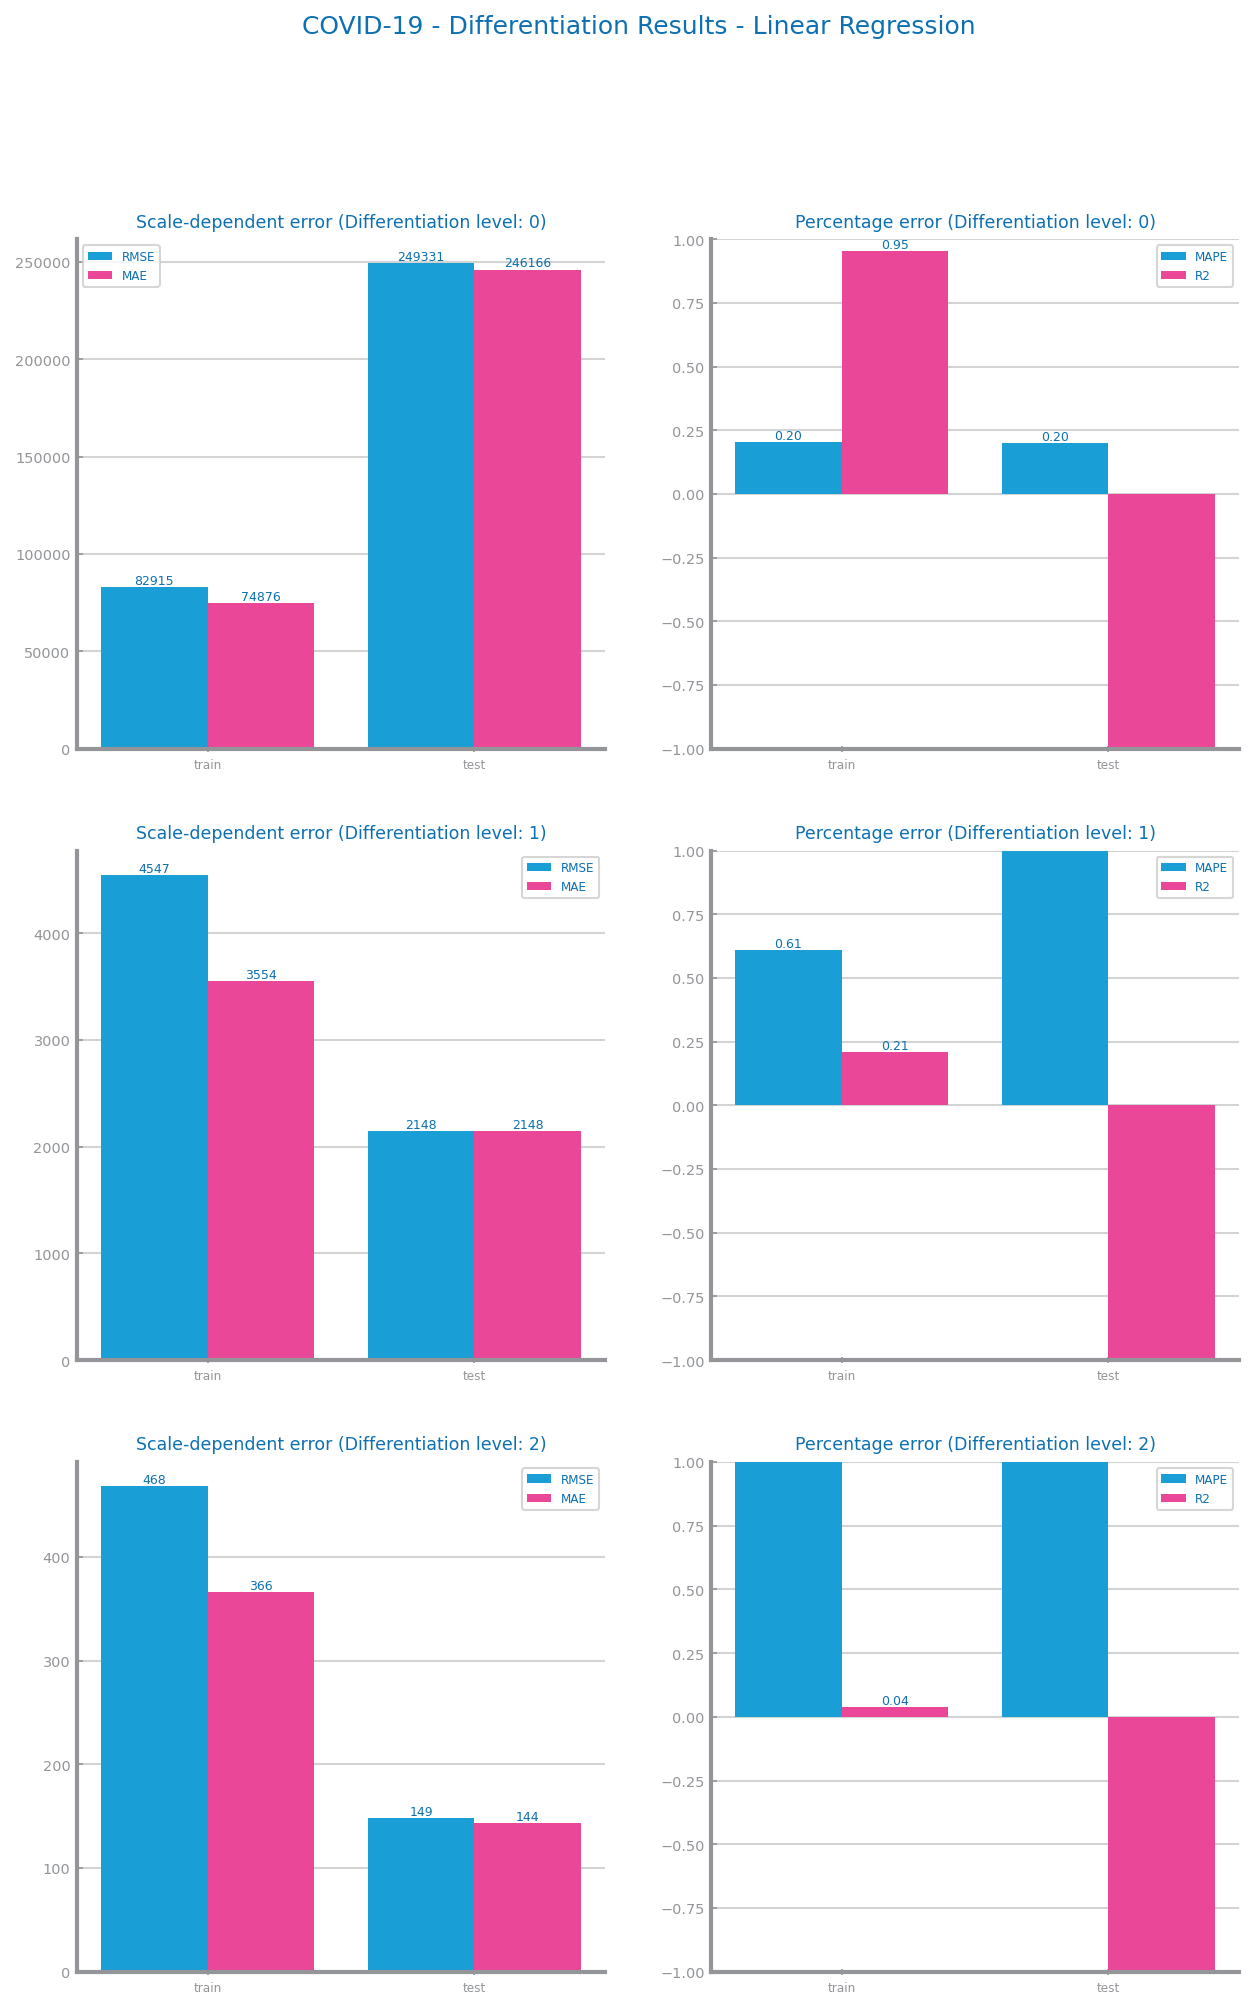 COVID-19 - Differentiation Results - Linear Regression
Scale-dependent error (Differentiation level: 0)
RMSE
MAE
250000
200000
150000
100000
50000
0
249331
246166
82915
74876
train
test
Percentage error (Differentiation level: 0)
MAPE
R2
1.00
0.75
0.50
0.25
0.00
−0.25
−0.50
−0.75
−1.00
0.95
0.20
0.20
train
test
Scale-dependent error (Differentiation level: 1)
RMSE
MAE
4000
3000
2000
1000
0
4547
3554
2148
2148
train
test
Percentage error (Differentiation level: 1)
MAPE
R2
1.00
0.75
0.50
0.25
0.00
−0.25
−0.50
−0.75
−1.00
0.61
0.21
train
test
Scale-dependent error (Differentiation level: 2)
RMSE
MAE
400
300
200
100
0
468
366
149
144
train
test
Percentage error (Differentiation level: 2)
MAPE
R2
1.00
0.75
0.50
0.25
0.00
−0.25
−0.50
−0.75
−1.00
0.04
train
test